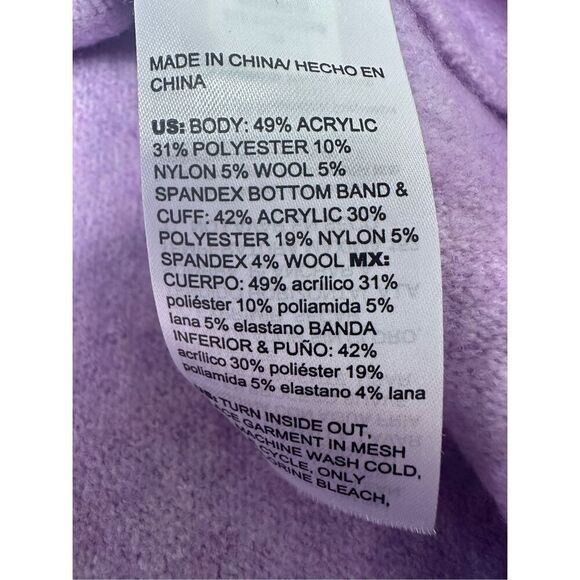 MADE IN CHINA/ HECHO EN
CHINA
US: BODY: 49% ACRYLIC
31% POLYESTER 10%
NYLON 5% WOOL 5%
SPANDEX BOTTOM BAND &
CUFF: 42% ACRYLIC 30%
POLYESTER 19% NYLON 5%
SPANDEX 4% WOOL MX:
CUERPO: 49% acrílico 31%
poliéster 10% poliamida 5%
lana 5% elastano BANDA
INFERIOR & PUÑO: 42%
acrílico 30% poliéster 19%
poliamida 5% elastano 4% lana
TURN INSIDE OUT,
GARMENT IN MESH
MACHINE WASH COLD,
ONLY
BLEACH,